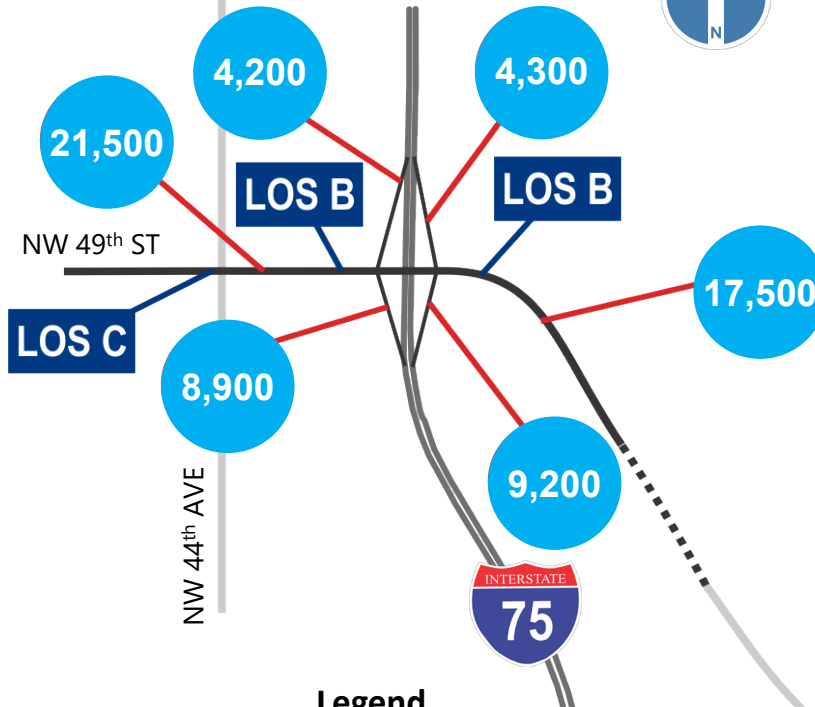 N
4,200
4,300
21,500
LOS B
LOS B
NW 49th ST
17,500
LOS C
8,900
9,200
NW 44th AVE
INTERSTATE
75
Legend